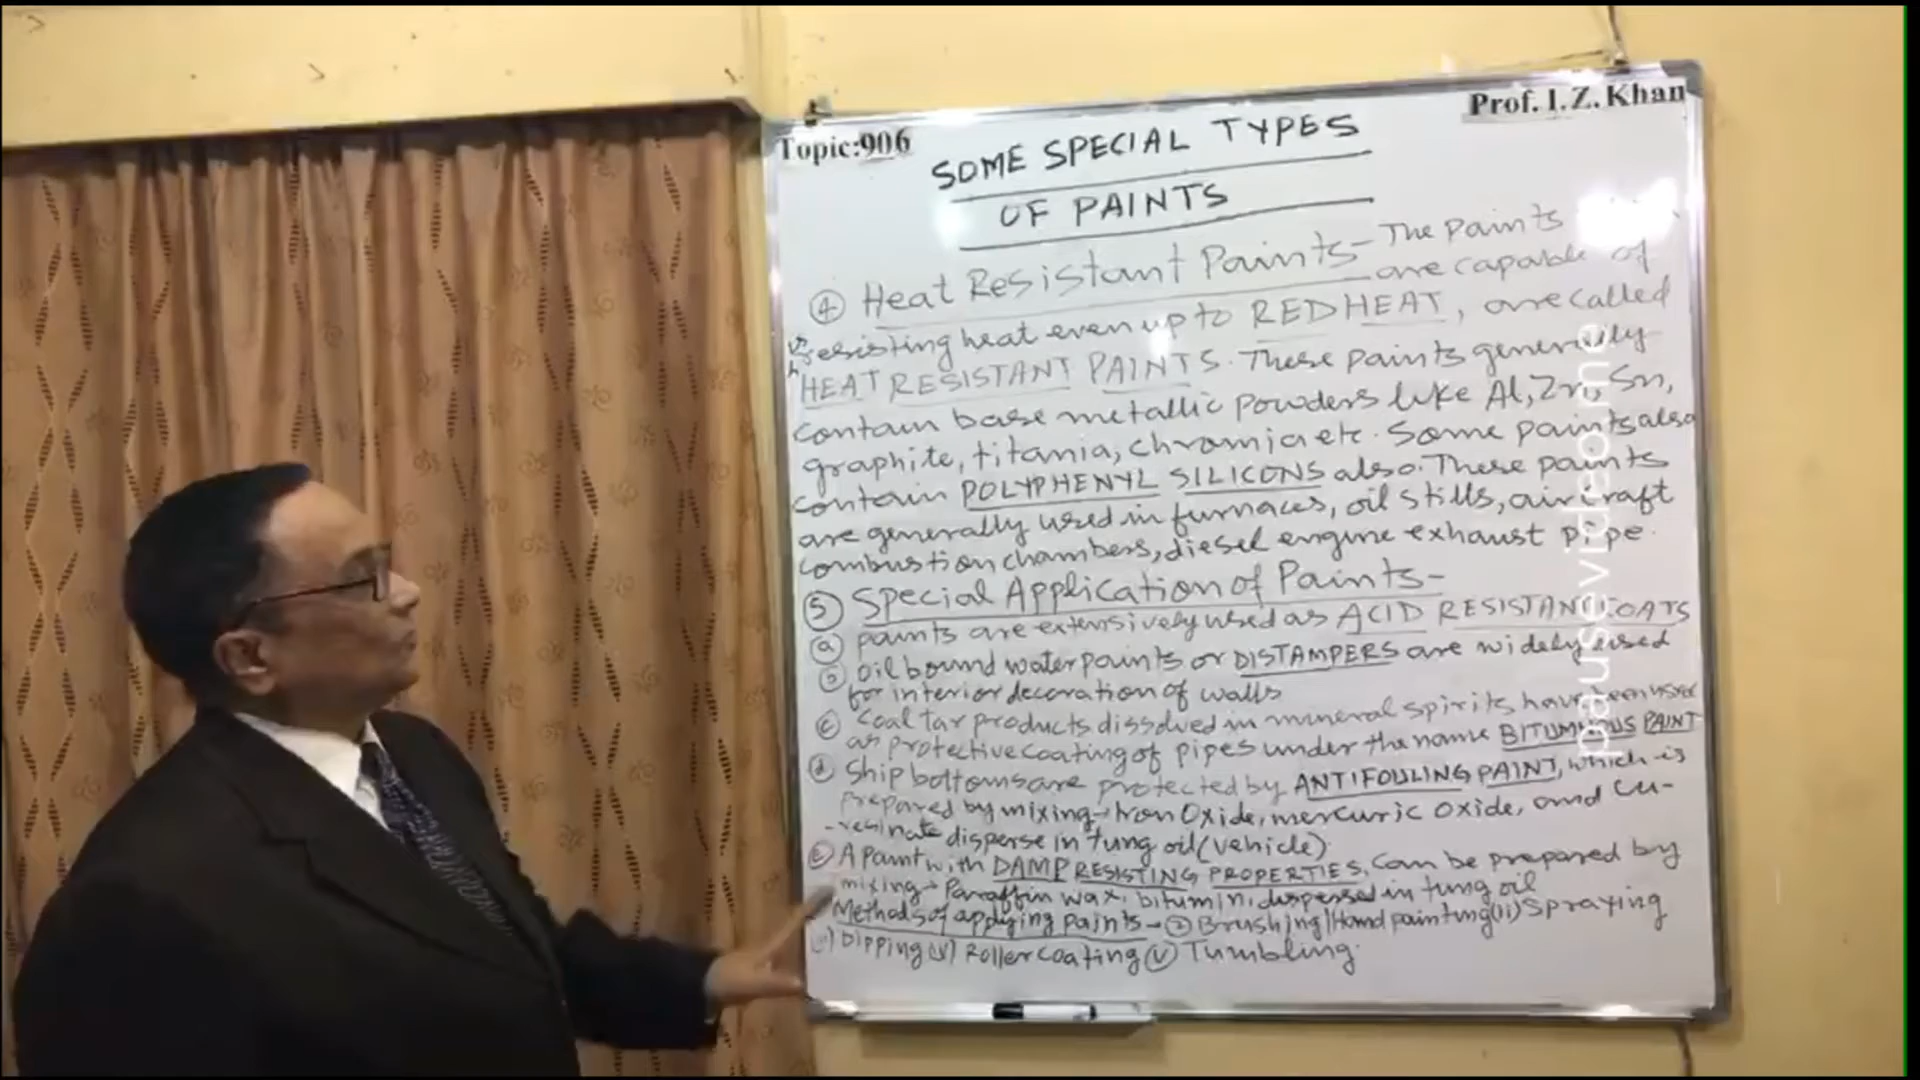 Topic:906
Prof. I. Z. Khan
SOME SPECIAL TYPES
OF PAINTS
④ Heat Resistant Paints- The paints
are capable of
resisting heat even up to RED HEAT, are called
HEAT RESISTANT PAINTS. These paints generally
contain base metallic powders like Al, Zn, Sn,
graphite, titania, chromia etc. Some paints also
contain POLYPHENYL SILICONS also. These paints
are generally used in furnaces, oil stills, aircraft
combustion chambers, diesel engine exhaust pipe.
⑤ Special Application of Paints-
ⓐ paints are extensively used as ACID RESISTANT COATS
oil bound water paints or DISTAMPERS are widely used
for interior decoration of walls
ⓒ Coal tar products dissolved in mineral spirits have been used
as protective coating of pipes under the name BITUMINOUS PAINT
ⓓ Ship bottoms are protected by ANTIFOULING PAINT, which is
prepared by mixing→ Iron Oxide, mercuric oxide, and Cu-
-resinate disperse in tung oil (vehicle)
A paint with DAMP RESISTING PROPERTIES, can be prepared by
mixing→ Paraffin wax, bitumin, dispersed in tung oil
Methods of applying paints - Brushing/Hand painting (ii) Spraying
Dipping Roller coating ⓥ Tumbling.
pausevideo.me